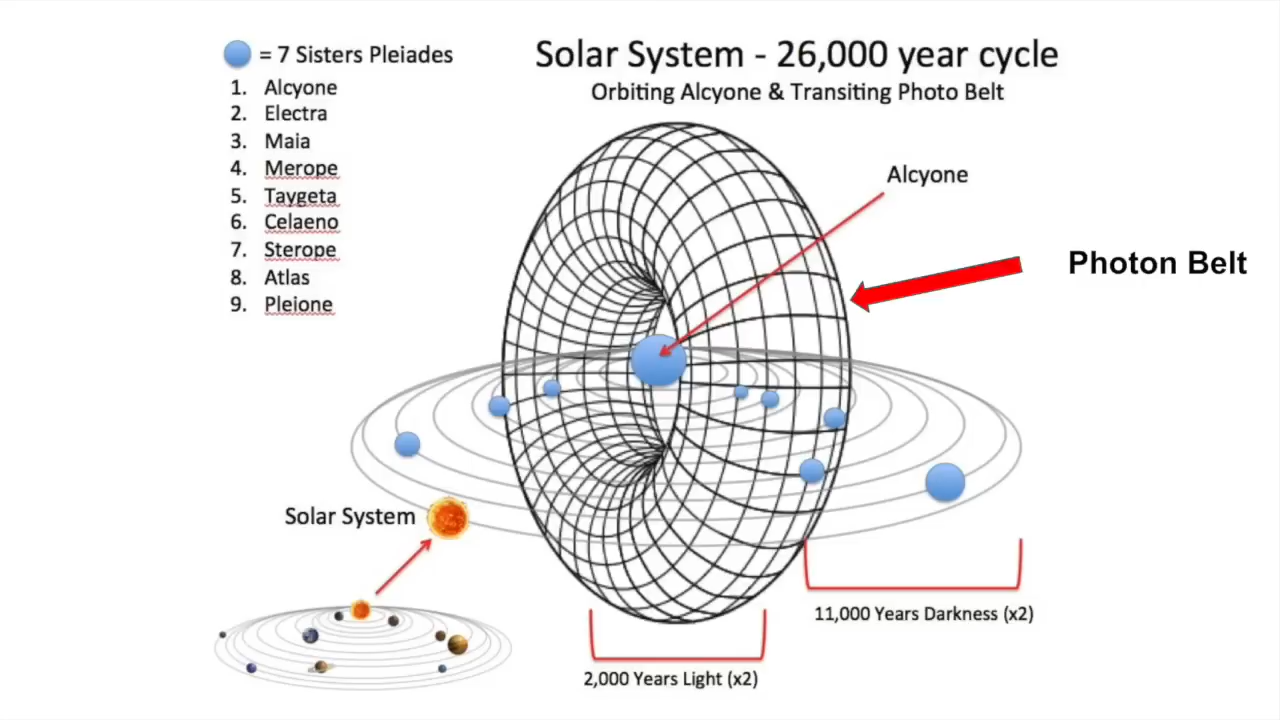 = 7 Sisters Pleiades
1. Alcyone
2. Electra
3. Maia
4. Merope
5. Taygeta
6. Celaeno
7. Sterope
8. Atlas
9. Pleione
Solar System - 26,000 year cycle
Orbiting Alcyone & Transiting Photo Belt
Alcyone
Photon Belt
Solar System
11,000 Years Darkness (x2)
2,000 Years Light (x2)